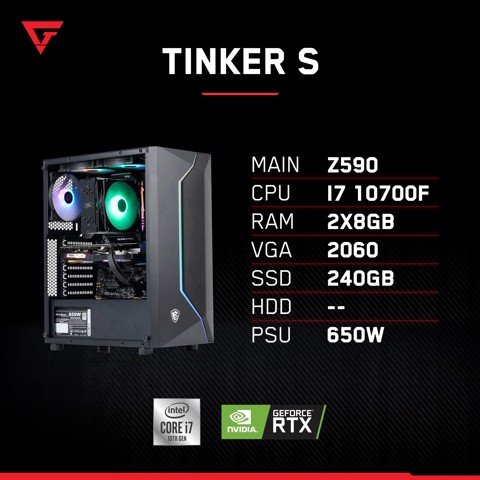 TINKER S
MAIN Z590
CPU I7 10700F
RAM 2X8GB
VGA 2060
SSD 240GB
HDD --
PSU 650W
650W
intel
CORE i7
10TH GEN
NVIDIA
GEFORCE
RTX